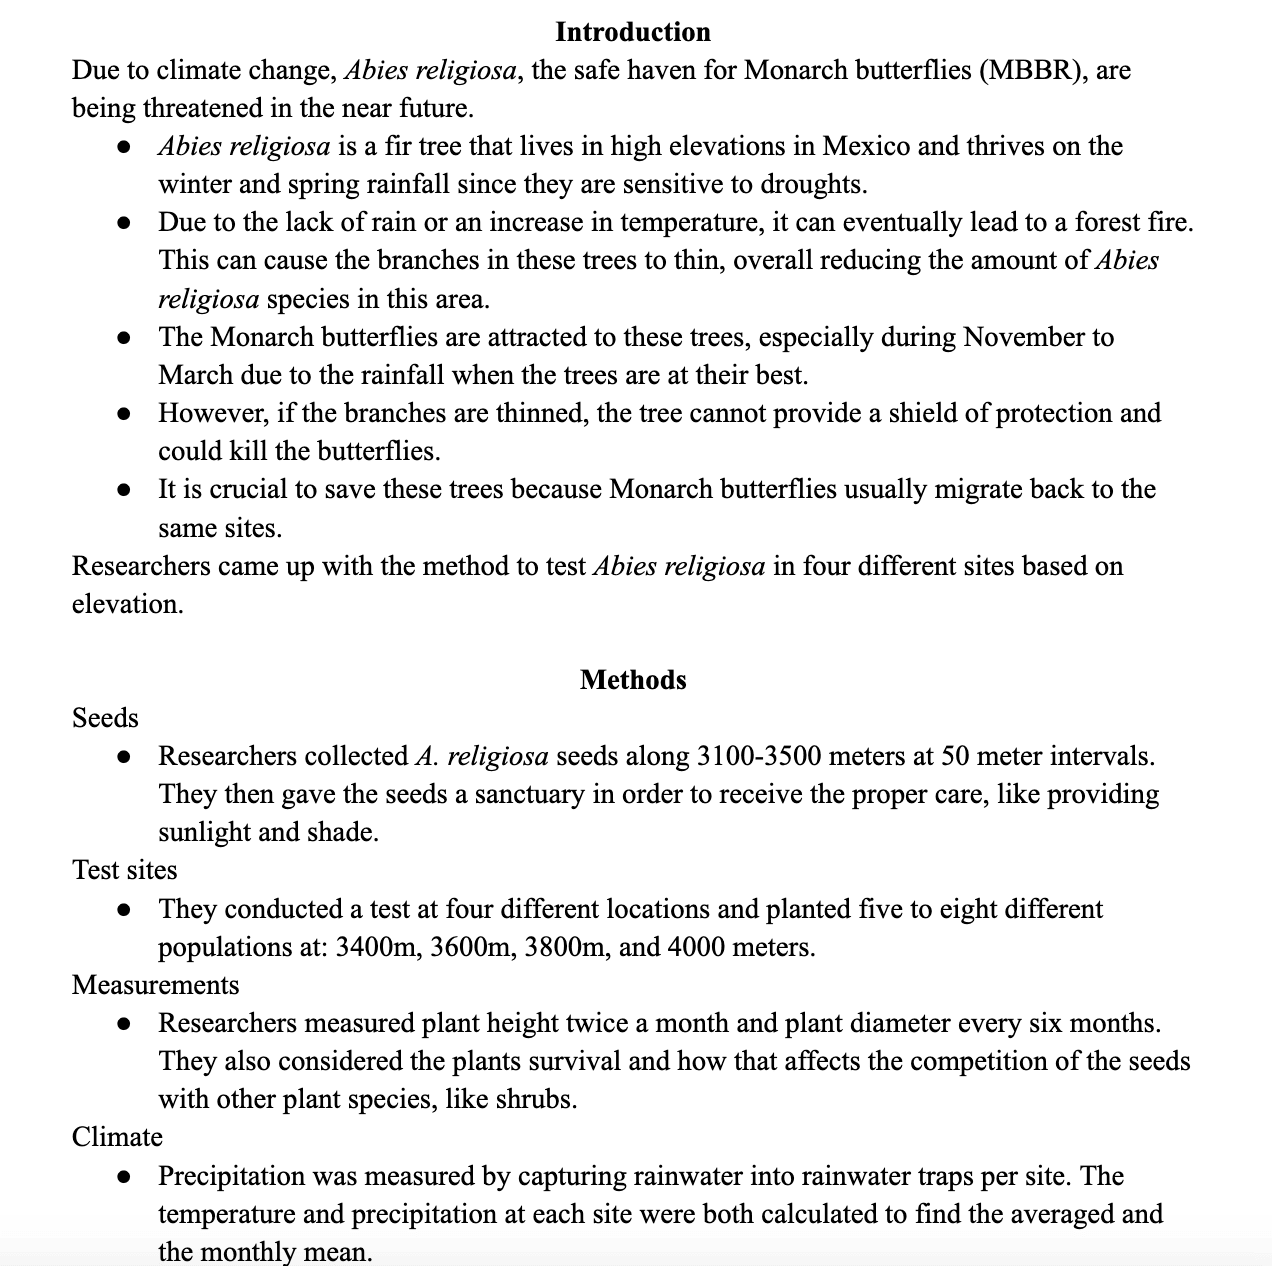 Introduction
Due to climate change, Abies religiosa, the safe haven for Monarch butterflies (MBBR), are
being threatened in the near future.
● Abies religiosa is a fir tree that lives in high elevations in Mexico and thrives on the
winter and spring rainfall since they are sensitive to droughts.
● Due to the lack of rain or an increase in temperature, it can eventually lead to a forest fire.
This can cause the branches in these trees to thin, overall reducing the amount of Abies
religiosa species in this area.
● The Monarch butterflies are attracted to these trees, especially during November to
March due to the rainfall when the trees are at their best.
● However, if the branches are thinned, the tree cannot provide a shield of protection and
could kill the butterflies.
● It is crucial to save these trees because Monarch butterflies usually migrate back to the
same sites.
Researchers came up with the method to test Abies religiosa in four different sites based on
elevation.
Methods
Seeds
● Researchers collected A. religiosa seeds along 3100-3500 meters at 50 meter intervals.
They then gave the seeds a sanctuary in order to receive the proper care, like providing
sunlight and shade.
Test sites
● They conducted a test at four different locations and planted five to eight different
populations at: 3400m, 3600m, 3800m, and 4000 meters.
Measurements
● Researchers measured plant height twice a month and plant diameter every six months.
They also considered the plants survival and how that affects the competition of the seeds
with other plant species, like shrubs.
Climate
● Precipitation was measured by capturing rainwater into rainwater traps per site. The
temperature and precipitation at each site were both calculated to find the averaged and
the monthly mean.